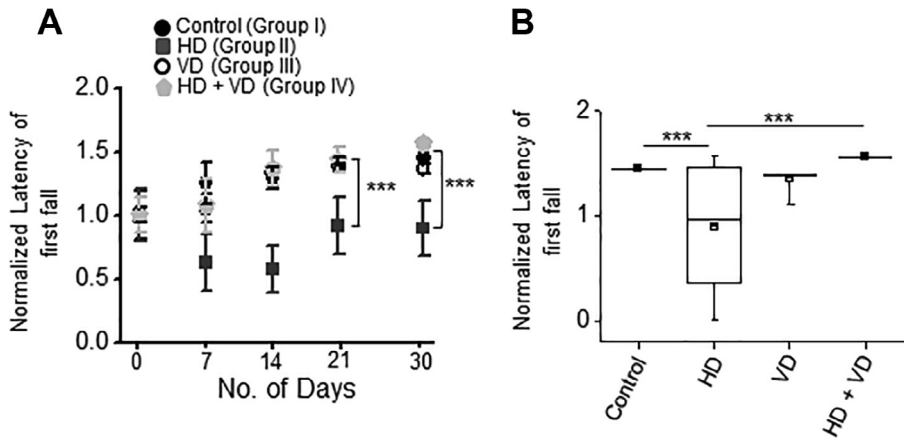 A
Control (Group I)
HD (Group II)
VD (Group III)
HD + VD (Group IV)
Normalized Latency of
first fall
2.0
1.5
1.0
0.5
0.0
***
***
0
7
14
21
30
No. of Days
B
Normalized Latency of
first fall
2
1
0
***
***
Control
HD
VD
HD + VD